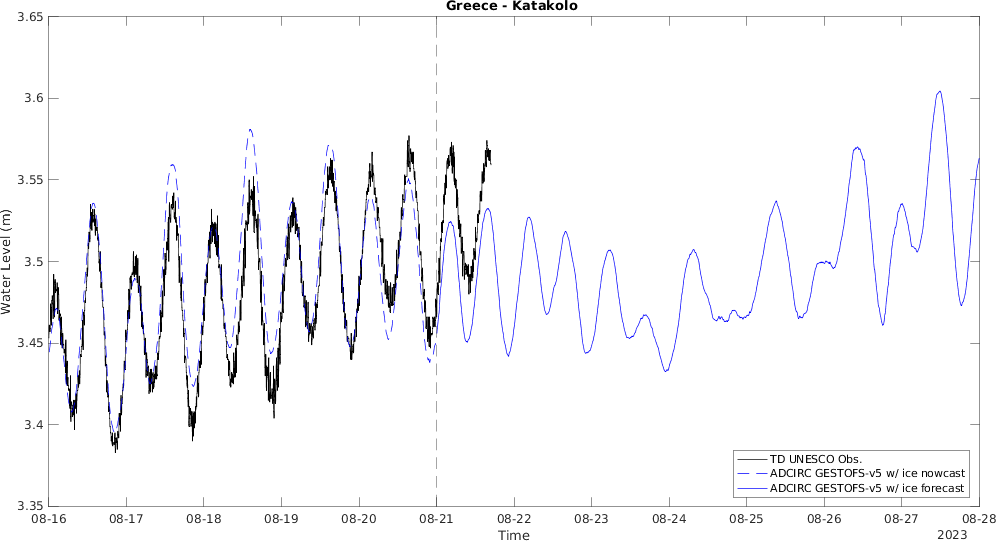 Greece - Katakolo
Water Level (m)
3.65
3.6
3.55
3.5
3.45
3.4
3.35
TD UNESCO Obs.
ADCIRC GESTOFS-v5 w/ ice nowcast
ADCIRC GESTOFS-v5 w/ ice forecast
08-16 08-17 08-18 08-19 08-20 08-21 08-22 08-23 08-24 08-25 08-26 08-27 08-28
Time
2023